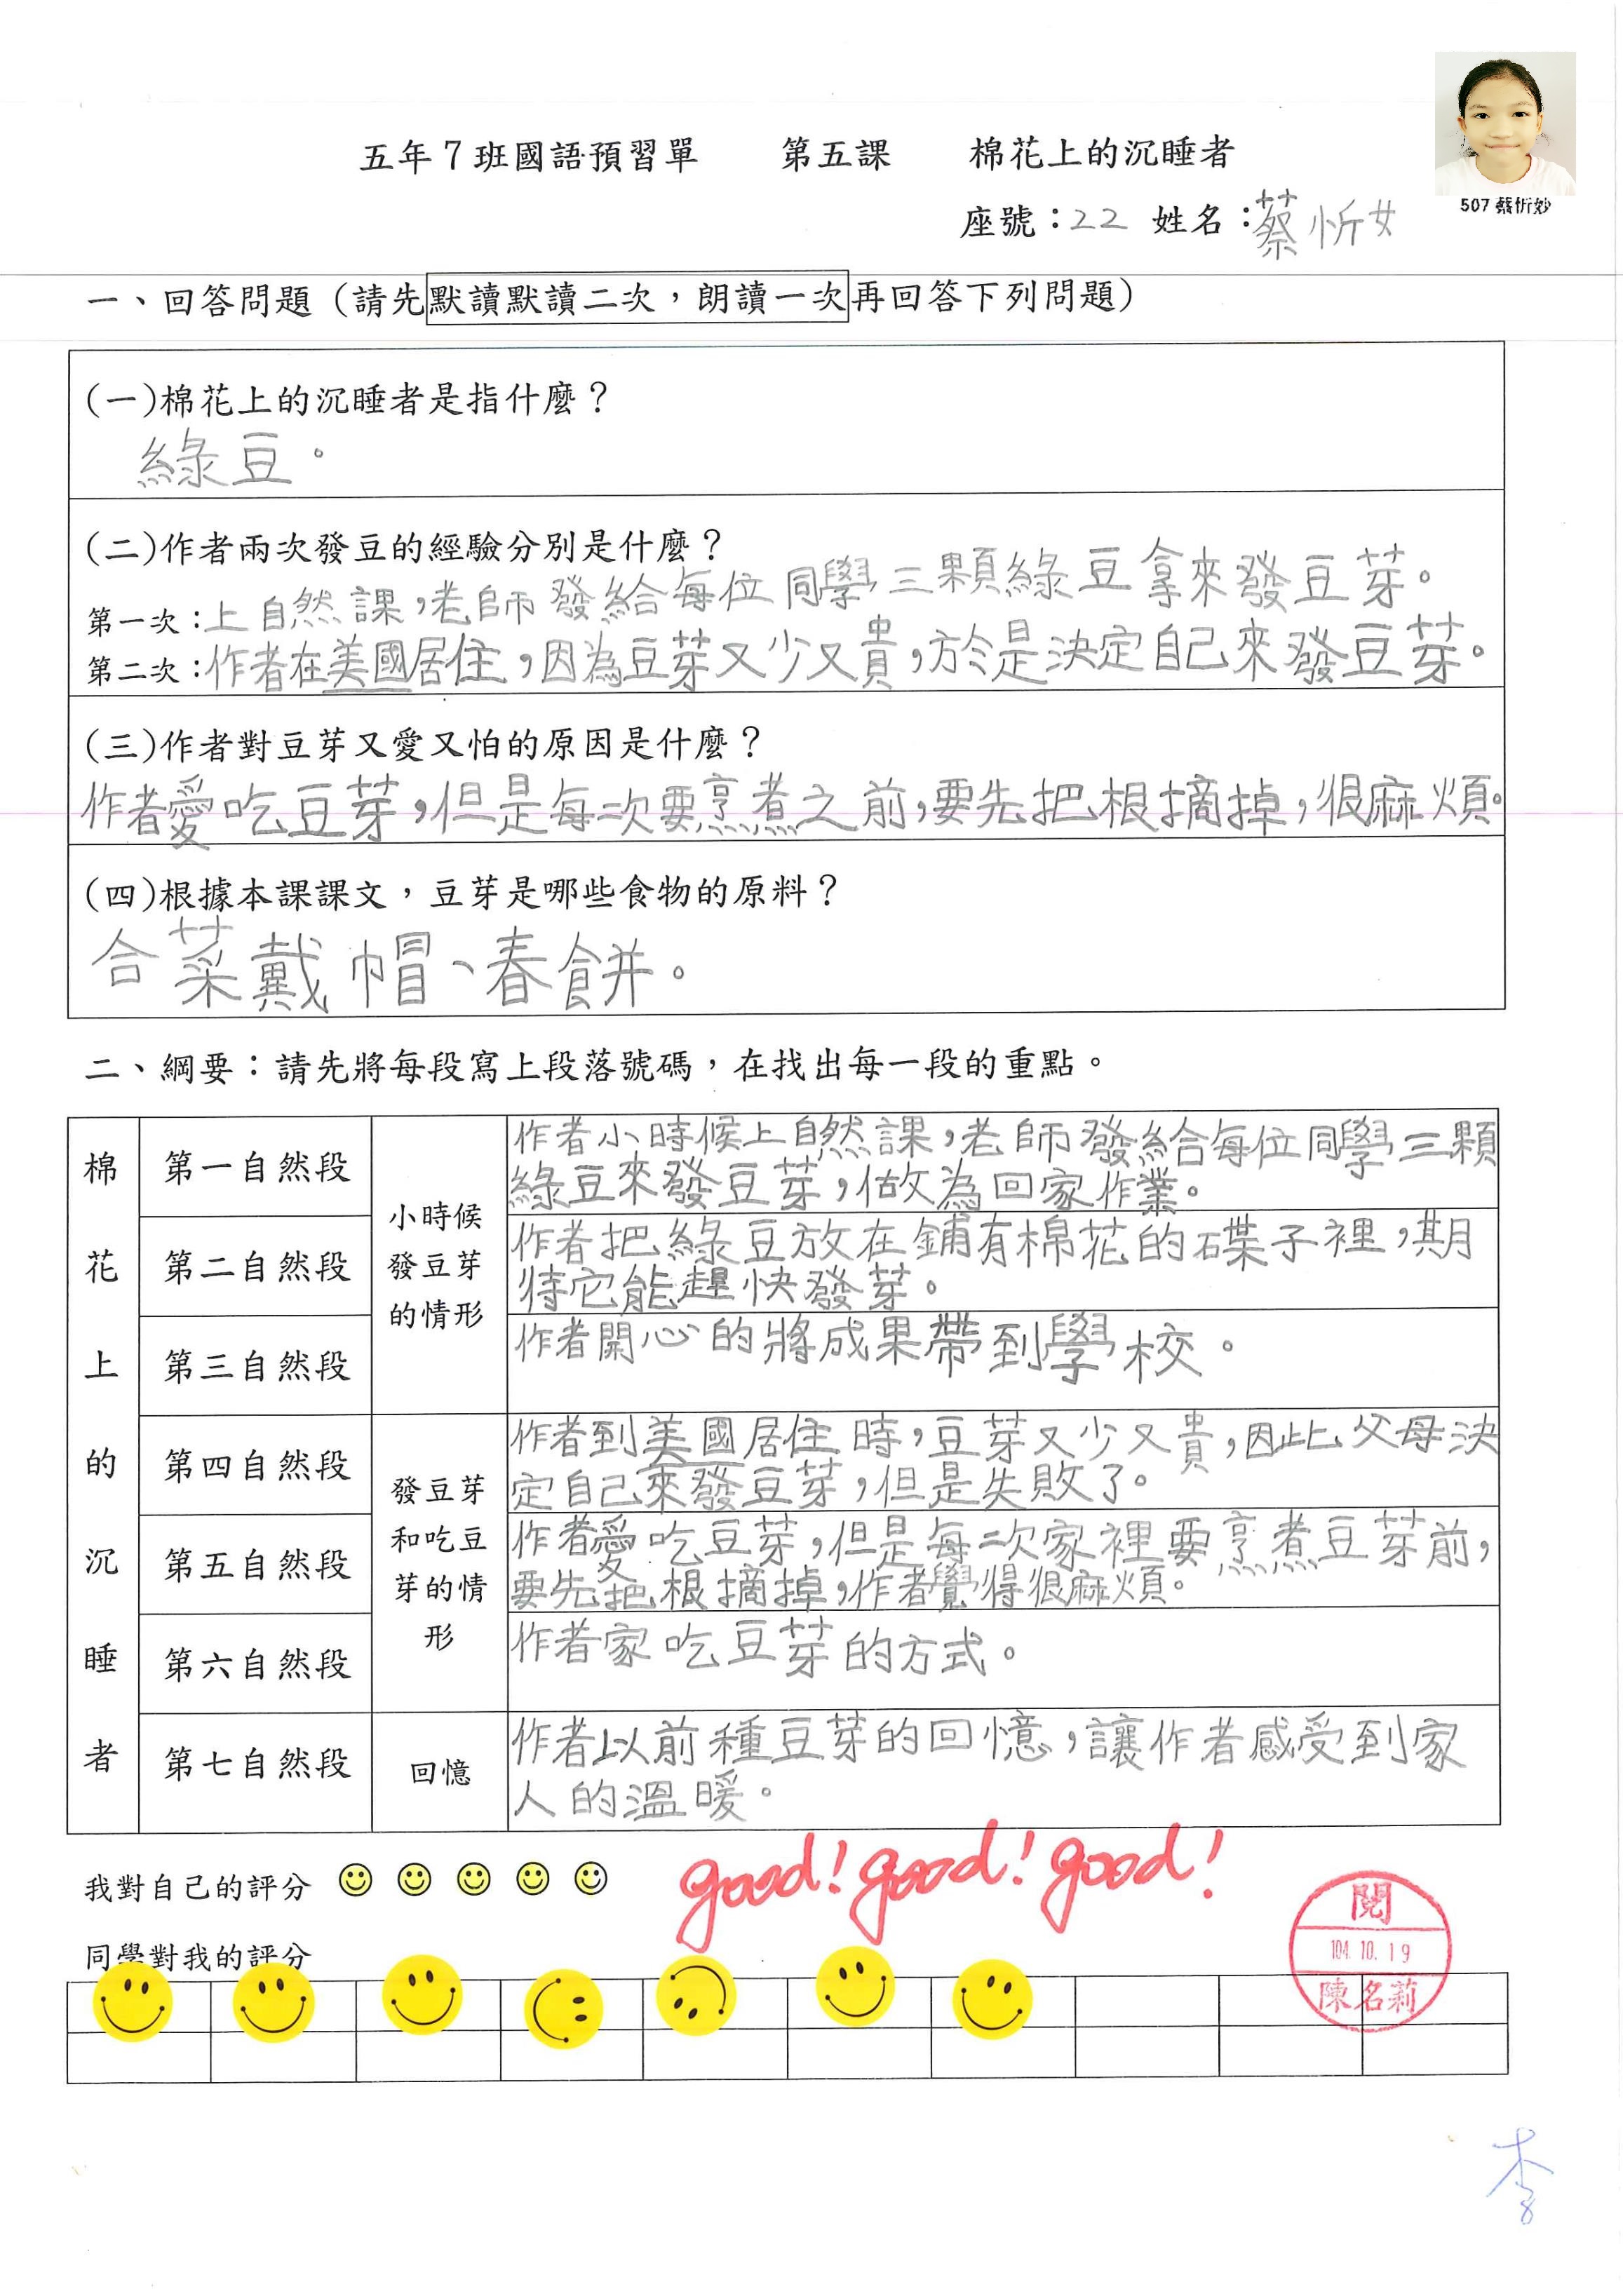 507 蔡忻妙
五年7班國語預習單 第五課 棉花上的沉睡者
座號：22 姓名：蔡忻妙
一、回答問題（請先默讀默讀二次，朗讀一次再回答下列問題）
(一)棉花上的沉睡者是指什麼？
綠豆。
(二)作者兩次發豆的經驗分別是什麼？
第一次：上自然課，老師發給每位同學三顆綠豆拿來發豆芽。
第二次：作者在美國居住，因為豆芽又少又貴，於是決定自己來發豆芽。
(三)作者對豆芽又愛又怕的原因是什麼？
作者愛吃豆芽，但是每次要烹煮之前，要先把根摘掉，很麻煩。
(四)根據本課課文，豆芽是哪些食物的原料？
合菜戴帽、春餅。
二、綱要：請先將每段寫上段落號碼，在找出每一段的重點。
棉花上的沉睡者
第一自然段
小時候
發豆芽
的情形
作者小時候上自然課，老師發給每位同學三顆
綠豆來發豆芽，做為回家作業。
第二自然段
作者把綠豆放在鋪有棉花的碟子裡，期
待它能趕快發芽。
第三自然段
作者開心的將成果帶到學校。
第四自然段
發豆芽
和吃豆
芽的情
形
作者到美國居住時，豆芽又少又貴，因此父母決
定自己來發豆芽，但是失敗了。
第五自然段
作者愛吃豆芽，但是每次家裡要烹煮豆芽前，
要先把根摘掉，作者覺得很麻煩。
第六自然段
作者家吃豆芽的方式。
第七自然段
回憶
作者以前種豆芽的回憶，讓作者感受到家
人的溫暖。
我對自己的評分
good! good! good!
同學對我的評分
閱
104.10.19
陳名莉